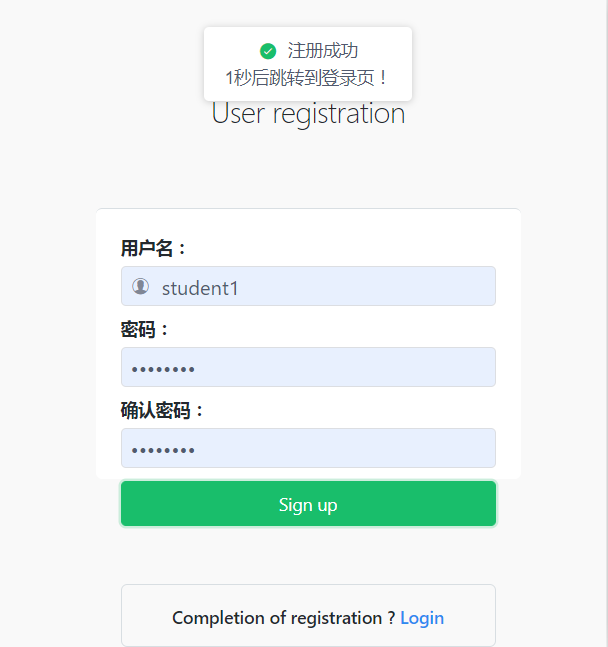 注册成功
1秒后跳转到登录页！
User registration
用户名：
student1
密码：
••••••••
确认密码：
••••••••
Sign up
Completion of registration ? Login